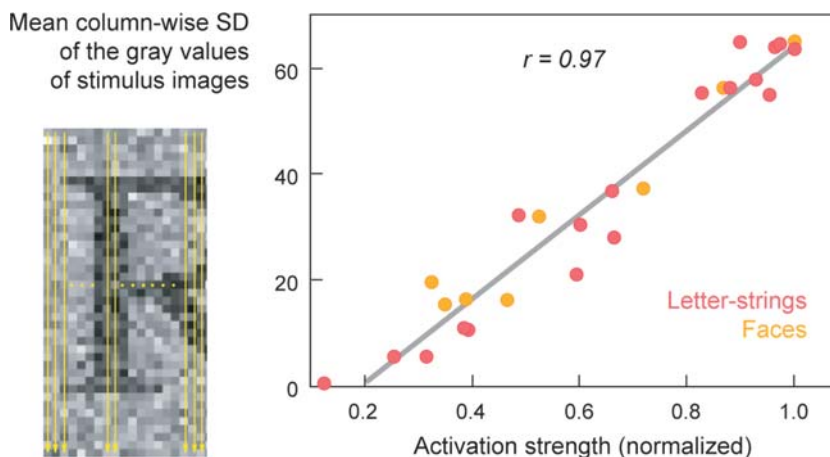 Mean column-wise SD
of the gray values
of stimulus images
r = 0.97
60
40
20
0
Letter-strings
Faces
0.2 0.4 0.6 0.8 1.0
Activation strength (normalized)